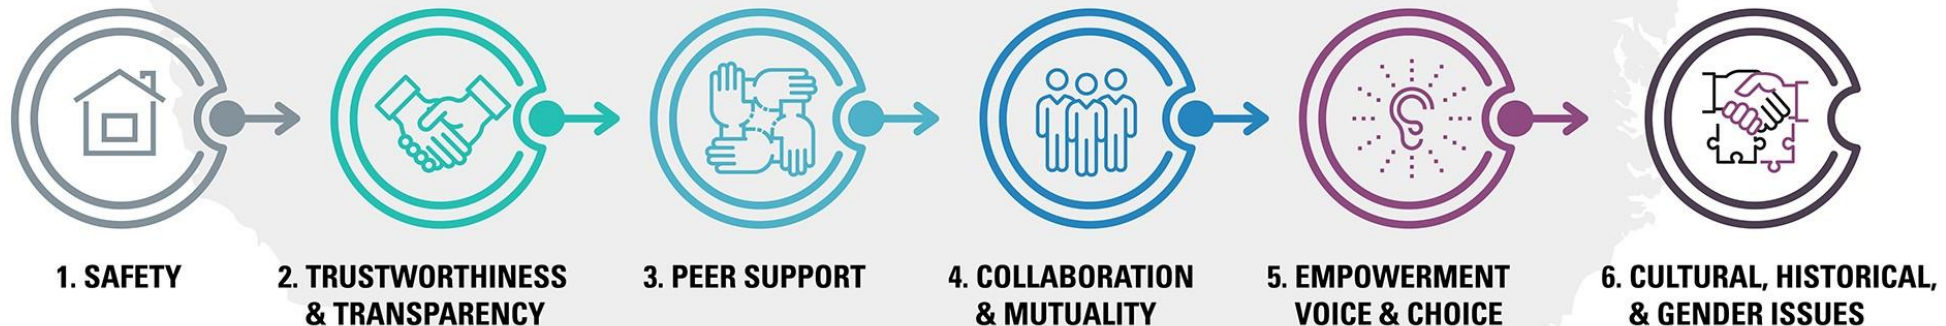 1. SAFETY
2. TRUSTWORTHINESS
& TRANSPARENCY
3. PEER SUPPORT
4. COLLABORATION
& MUTUALITY
5. EMPOWERMENT
VOICE & CHOICE
6. CULTURAL, HISTORICAL,
& GENDER ISSUES